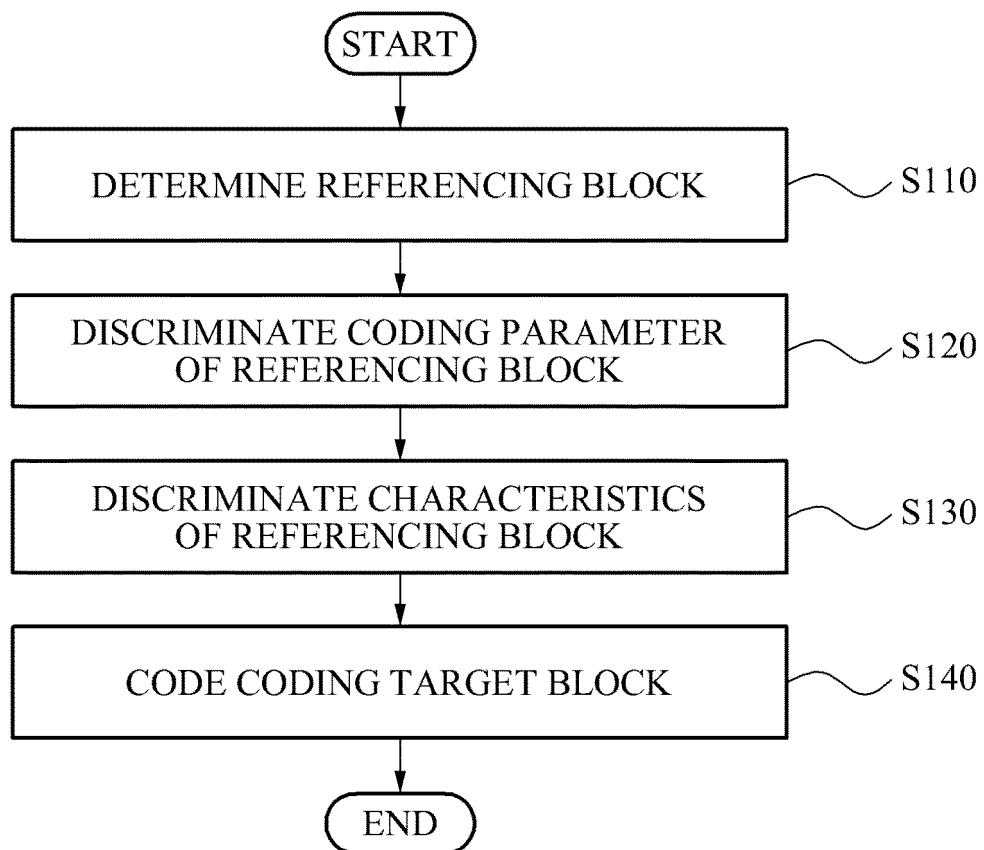 START
DETERMINE REFERENCING BLOCK
S110
DISCRIMINATE CODING PARAMETER
OF REFERENCING BLOCK
S120
DISCRIMINATE CHARACTERISTICS
OF REFERENCING BLOCK
S130
CODE CODING TARGET BLOCK
S140
END